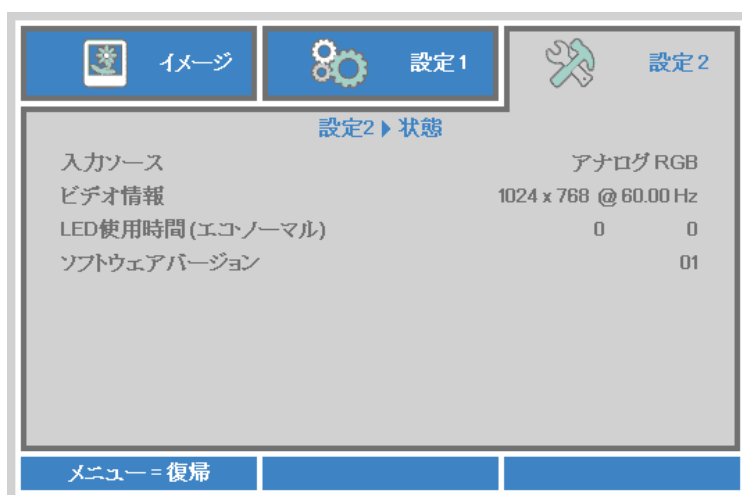 イメージ
設定1
設定2
設定2 ▶ 状態
入力ソース アナログ RGB
ビデオ情報 1024 x 768 @ 60.00 Hz
LED使用時間(エコ・ノーマル) 0 0
ソフトウェアバージョン 01
メニュー = 復帰